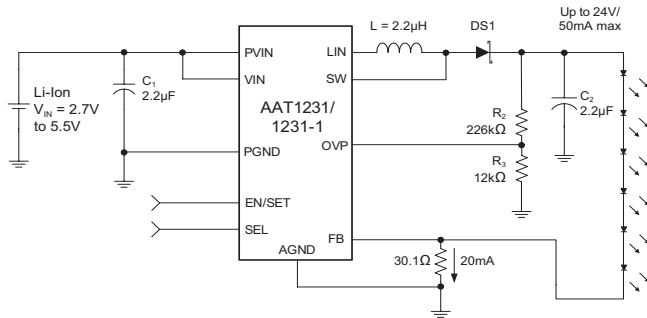 L = 2.2μH
DS1
Up to 24V/
50mA max
PVIN
LIN
C1
2.2μF
VIN
SW
Li-Ion
VIN = 2.7V
to 5.5V
AAT1231/
1231-1
R2
226kΩ
C2
2.2μF
PGND
OVP
R3
12kΩ
EN/SET
SEL
FB
AGND
30.1Ω
20mA